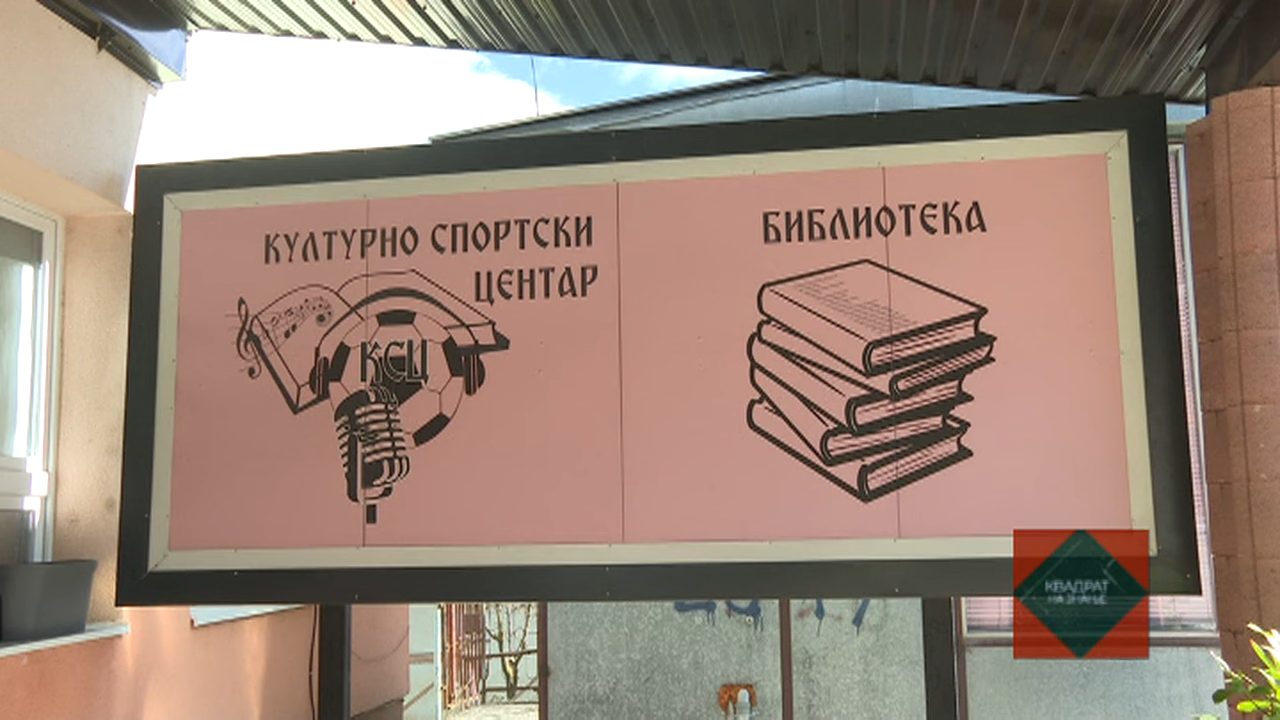 КУЛТУРНО СПОРТСКИ
ЦЕНТАР
КСЦ
БИБЛИОТЕКА
КВАДРАТ
НА ЗНАЊЕ